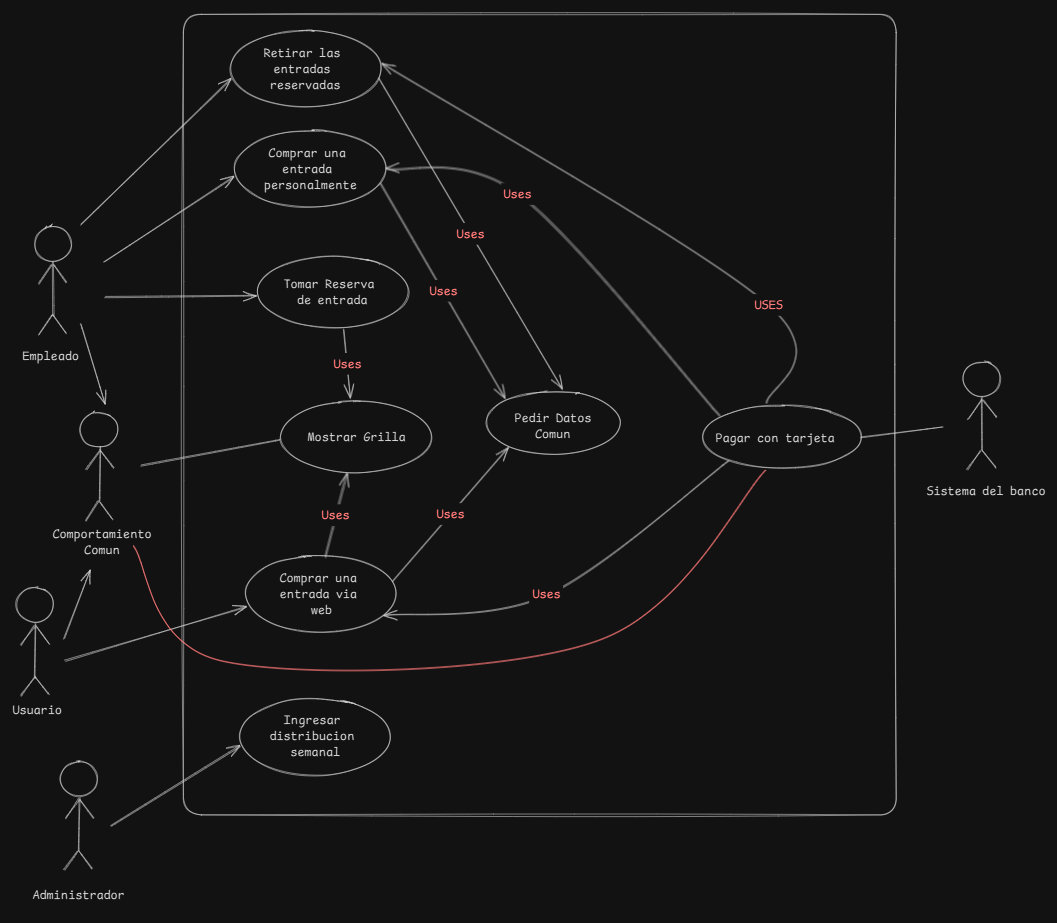 Retirar las
entradas
reservadas
Comprar una
entrada
personalmente
Uses
Uses
Tomar Reserva
de entrada
Uses
USES
Empleado
Uses
Pedir Datos
Comun
Mostrar Grilla
Pagar con tarjeta
Sistema del banco
Uses
Uses
Comportamiento
Comun
Comprar una
entrada via
web
Uses
Usuario
Ingresar
distribucion
semanal
Administrador